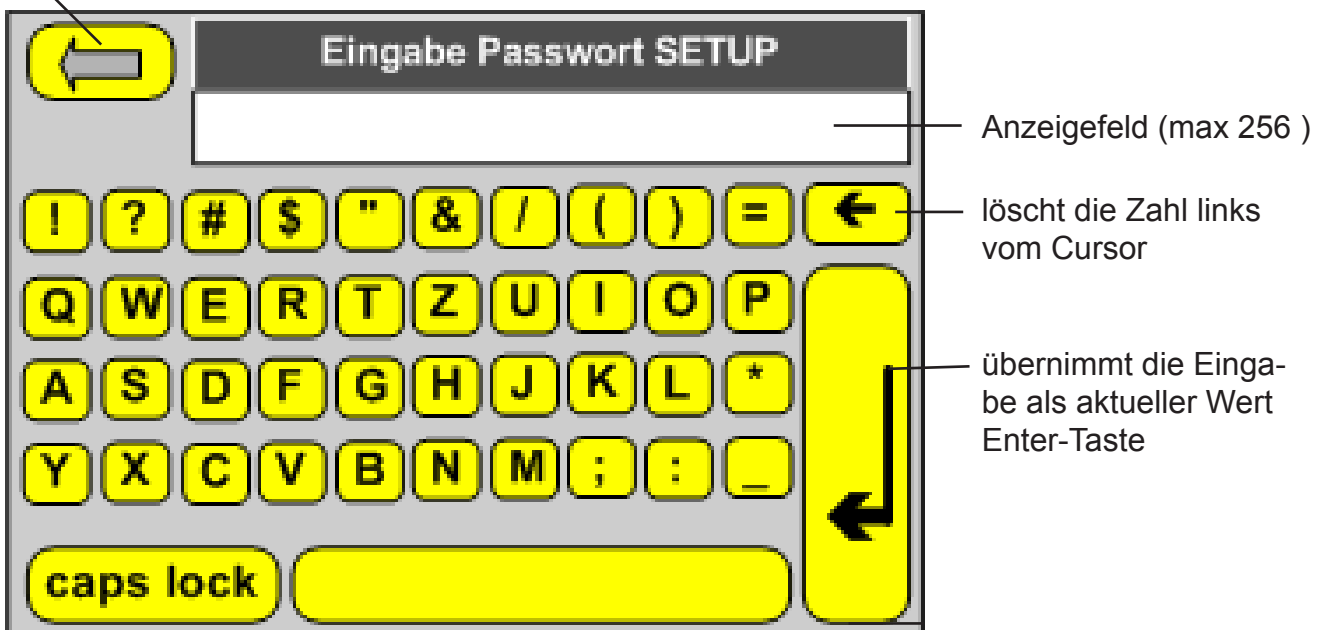 Eingabe Passwort SETUP
Anzeigefeld (max 256 )
! ? # $ " & / ( ) =
löscht die Zahl links
vom Cursor
Q W E R T Z U I O P
A S D F G H J K L *
übernimmt die Einga-
be als aktueller Wert
Enter-Taste
Y X C V B N M ; : _
caps lock